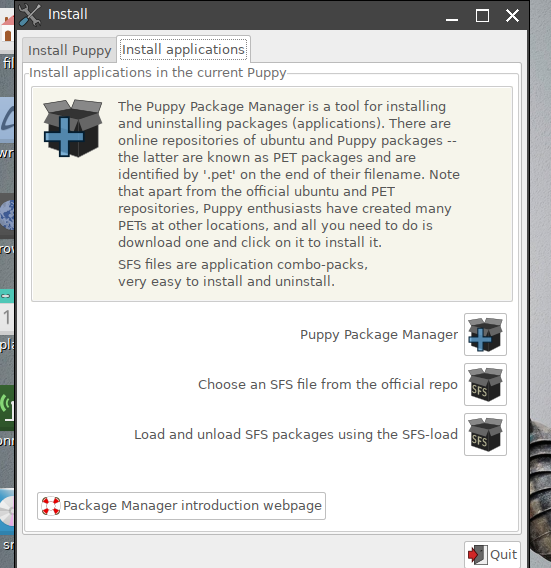 Install
Install Puppy
Install applications
Install applications in the current Puppy
The Puppy Package Manager is a tool for installing
and uninstalling packages (applications). There are
online repositories of ubuntu and Puppy packages --
the latter are known as PET packages and are
identified by '.pet' on the end of their filename. Note
that apart from the official ubuntu and PET
repositories, Puppy enthusiasts have created many
PETs at other locations, and all you need to do is
download one and click on it to install it.
SFS files are application combo-packs,
very easy to install and uninstall.
Puppy Package Manager
Choose an SFS file from the official repo
SFS
Load and unload SFS packages using the SFS-load
SFS
Package Manager introduction webpage
Quit